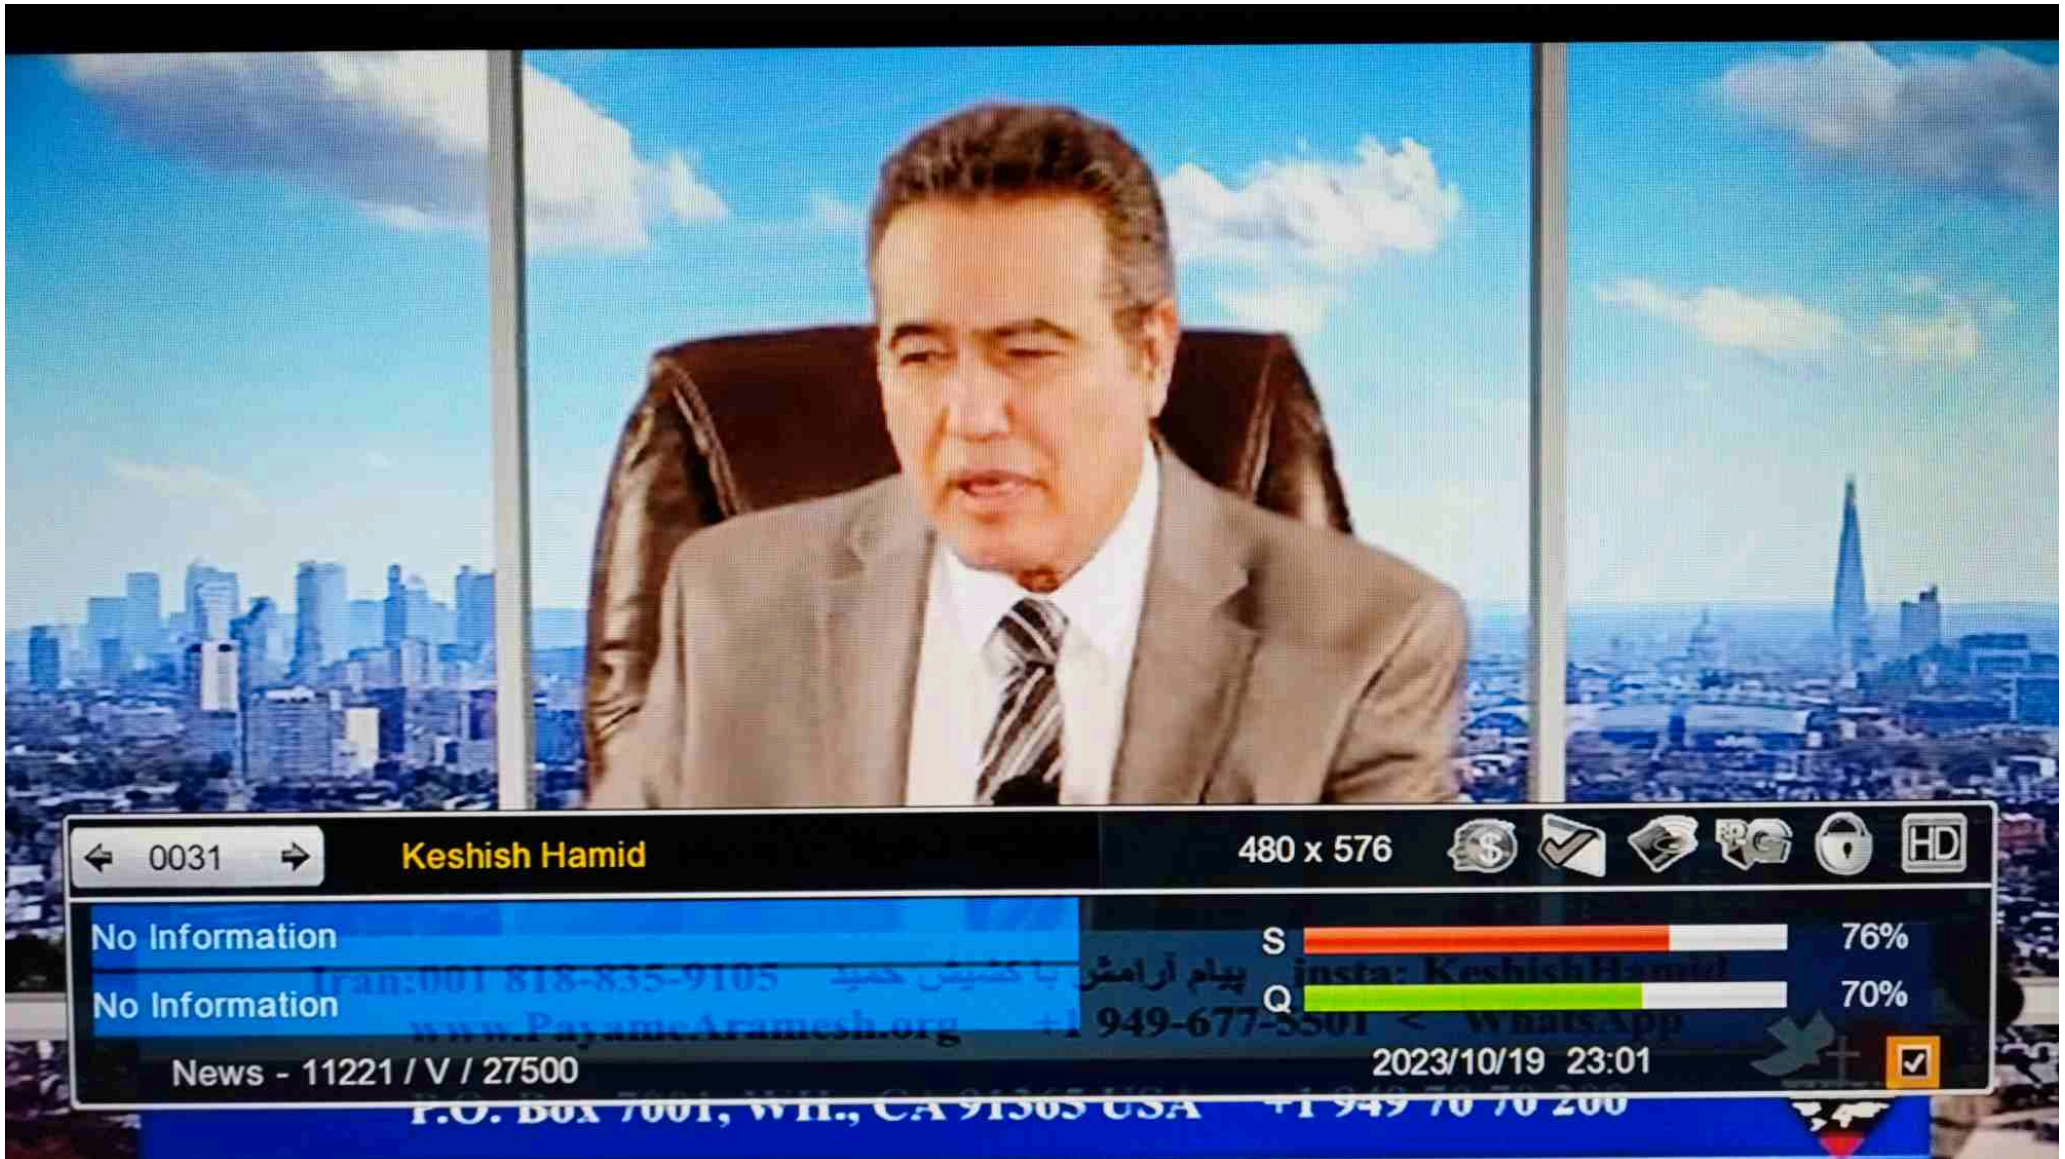 0031 Keshish Hamid 480 x 576 HD
No Information S 76%
Iran:001 818-835-9105 پیام آرامش با کشیش حمید insta: KeshishHamid
No Information Q 70%
www.PayameAramesh.org +1 949-677-5501 < WhatsApp
News - 11221 / V / 27500 2023/10/19 23:01
P.O. Box 7001, WH., CA 91365 USA +1 949 70 70 200